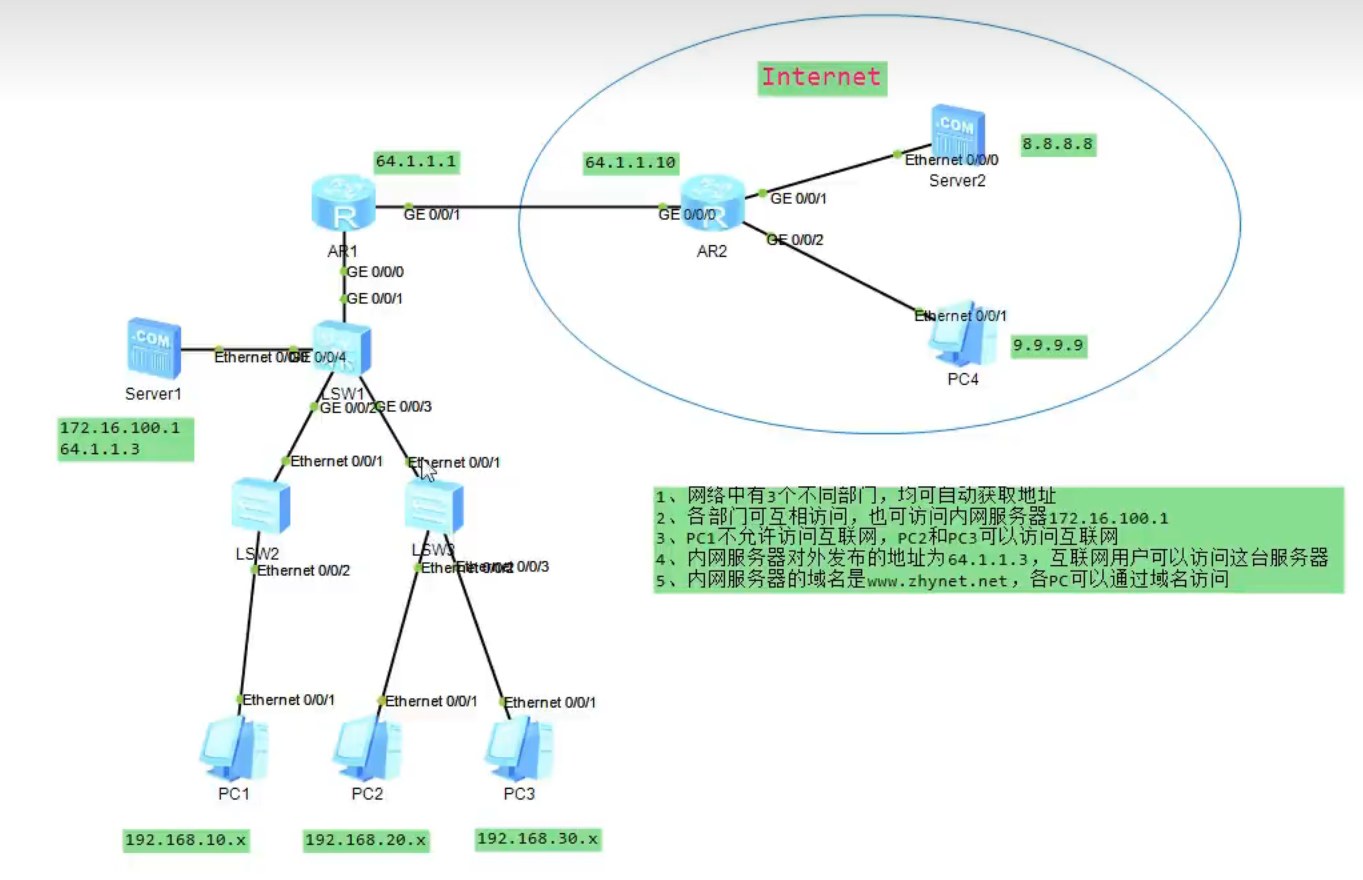 Internet
64.1.1.1
64.1.1.10
8.8.8.8
.COM
Ethernet 0/0/0
Server2
GE 0/0/1
GE 0/0/0
R
R
GE 0/0/1
AR1
AR2
GE 0/0/2
GE 0/0/0
GE 0/0/1
Ethernet 0/0/1
9.9.9.9
PC4
.COM
Ethernet 0/0/0
GE 0/0/4
Server1
LSW1
GE 0/0/2
GE 0/0/3
172.16.100.1
64.1.1.3
Ethernet 0/0/1
Ethernet 0/0/1
LSW2
LSW3
Ethernet 0/0/2
Ethernet 0/0/2
Ethernet 0/0/3
1、网络中有3个不同部门，均可自动获取地址
2、各部门可互相访问，也可访问内网服务器172.16.100.1
3、PC1不允许访问互联网，PC2和PC3可以访问互联网
4、内网服务器对外发布的地址为64.1.1.3，互联网用户可以访问这台服务器
5、内网服务器的域名是www.zhynet.net，各PC可以通过域名访问
Ethernet 0/0/1
Ethernet 0/0/1
Ethernet 0/0/1
PC1
PC2
PC3
192.168.10.x
192.168.20.x
192.168.30.x